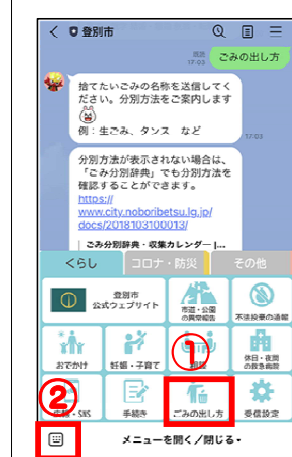 登別市
既読
17:03
ごみの出し方
捨てたいごみの名称を送信してく
ださい。分別方法をご案内します
例：生ごみ、タンス など
17:03
分別方法が表示されない場合は、
「ごみ分別辞典」でも分別方法を
確認することができます。
https://
www.city.noboribetsu.lg.jp/
docs/2018103100013/
ごみ分別辞典・収集カレンダー |...
くらし
コロナ・防災
その他
登別市
公式ウェブサイト
市道・公園
の異常報告
不法投棄の通報
おでかけ
妊娠・子育て
①
休日・夜間
の救急病院
②
・SNS
手続き
ごみの出し方
受信設定
メニューを開く／閉じる